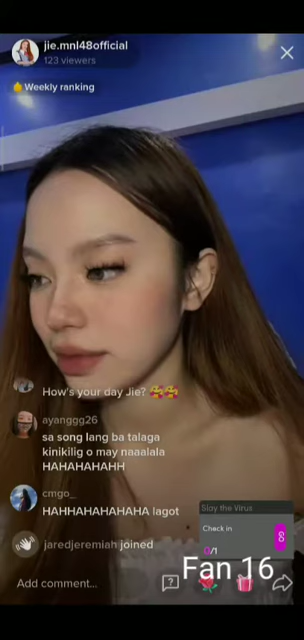 jie.mnl48official
123 viewers
Weekly ranking
How's your day Jie? 🥰🥰
ayanggg26
sa song lang ba talaga
kinikilig o may naaalala
HAHAHAHAHH
cmgo_
HAHHAHAHAHAHA lagot
jaredjeremiah joined
Slay the Virus
Check in
0/1
Add comment...
Fan 16